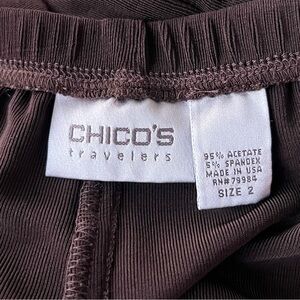 CHICO'S
travelers
95% ACETATE
5% SPANDEX
MADE IN USA
RN#79984
SIZE 2